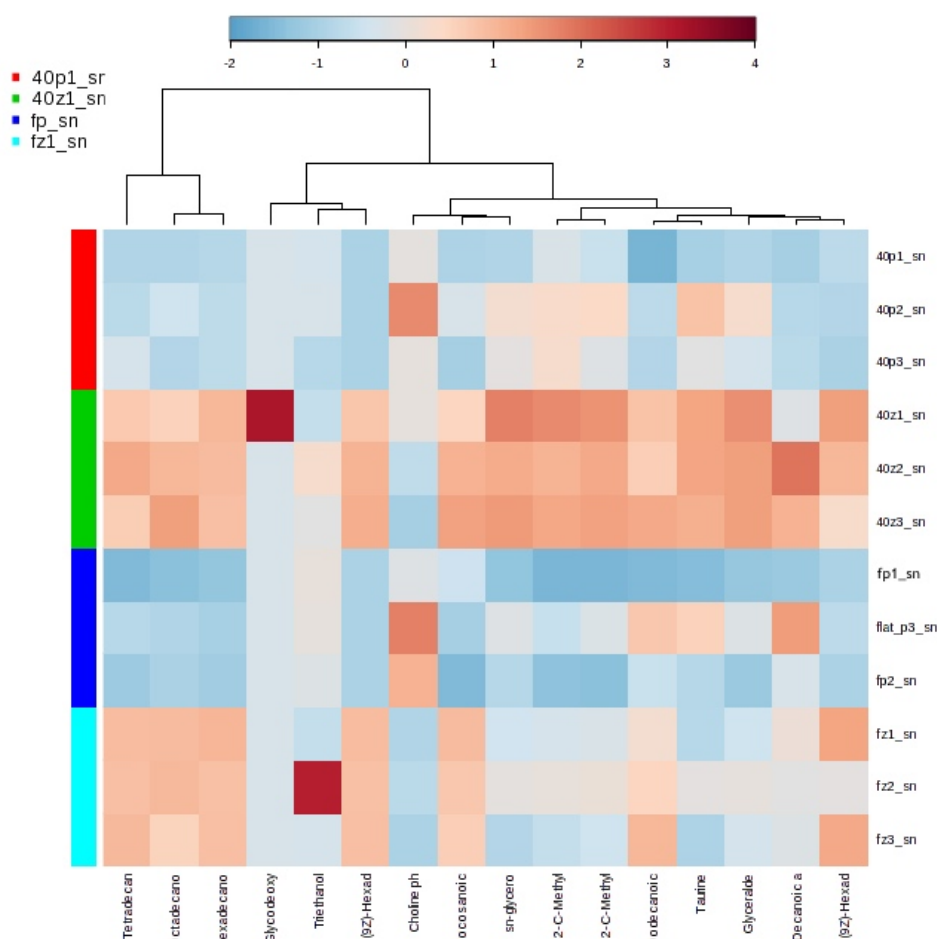 -2 -1 0 1 2 3 4
40p1_sr
40z1_sn
fp_sn
fz1_sn
40p1_sn
40p2_sn
40p3_sn
40z1_sn
40z2_sn
40z3_sn
fp1_sn
flat_p3_sn
fp2_sn
fz1_sn
fz2_sn
fz3_sn
Tetradecan
ctadecano
exadecano
Glycodeoxy
Triethanol
(9Z)-Hexad
Choline ph
ocosanoic
sn-glycero
2-C-Methyl
2-C-Methyl
odecanoic
Taurine
Glyceralde
Decanoic a
(9Z)-Hexad